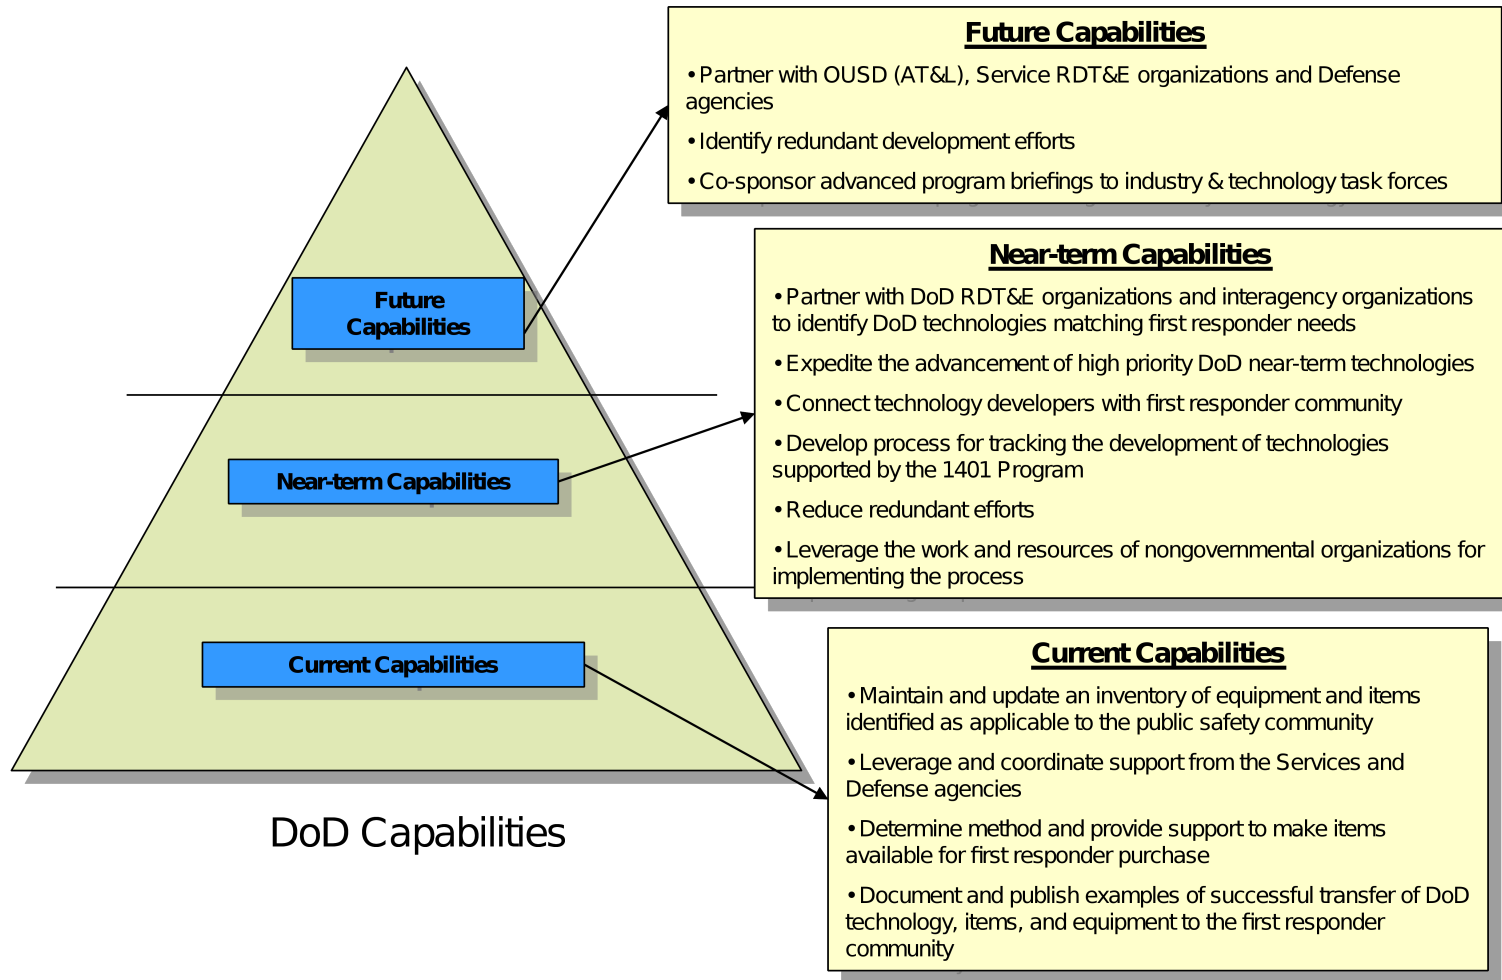 Future Capabilities
•Partner with OUSD (AT&L), Service RDT&E organizations and Defense
agencies
•Identify redundant development efforts
•Co-sponsor advanced program briefings to industry & technology task forces
Future
Capabilities
Near-term Capabilities
•Partner with DoD RDT&E organizations and interagency organizations
to identify DoD technologies matching first responder needs
•Expedite the advancement of high priority DoD near-term technologies
•Connect technology developers with first responder community
•Develop process for tracking the development of technologies
supported by the 1401 Program
•Reduce redundant efforts
•Leverage the work and resources of nongovernmental organizations for
implementing the process
Near-term Capabilities
Current Capabilities
Current Capabilities
•Maintain and update an inventory of equipment and items
identified as applicable to the public safety community
•Leverage and coordinate support from the Services and
Defense agencies
•Determine method and provide support to make items
available for first responder purchase
•Document and publish examples of successful transfer of DoD
technology, items, and equipment to the first responder
community
DoD Capabilities